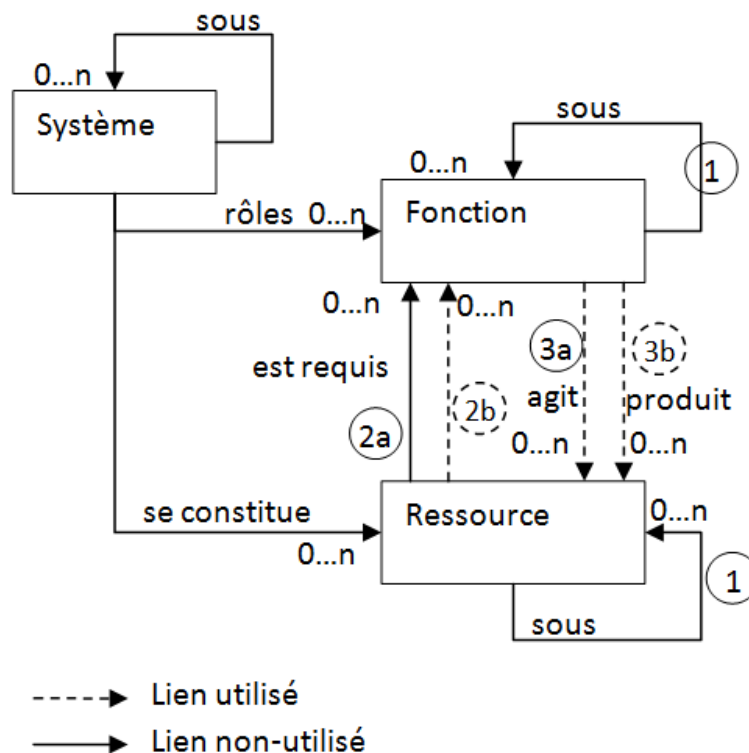 sous
0...n
Système
sous
0...n
1
rôles 0...n
Fonction
0...n
0...n
est requis
3a
3b
2a
2b
agit
produit
0...n
0...n
se constitue
0...n
Ressource
0...n
1
sous
Lien utilisé
Lien non-utilisé